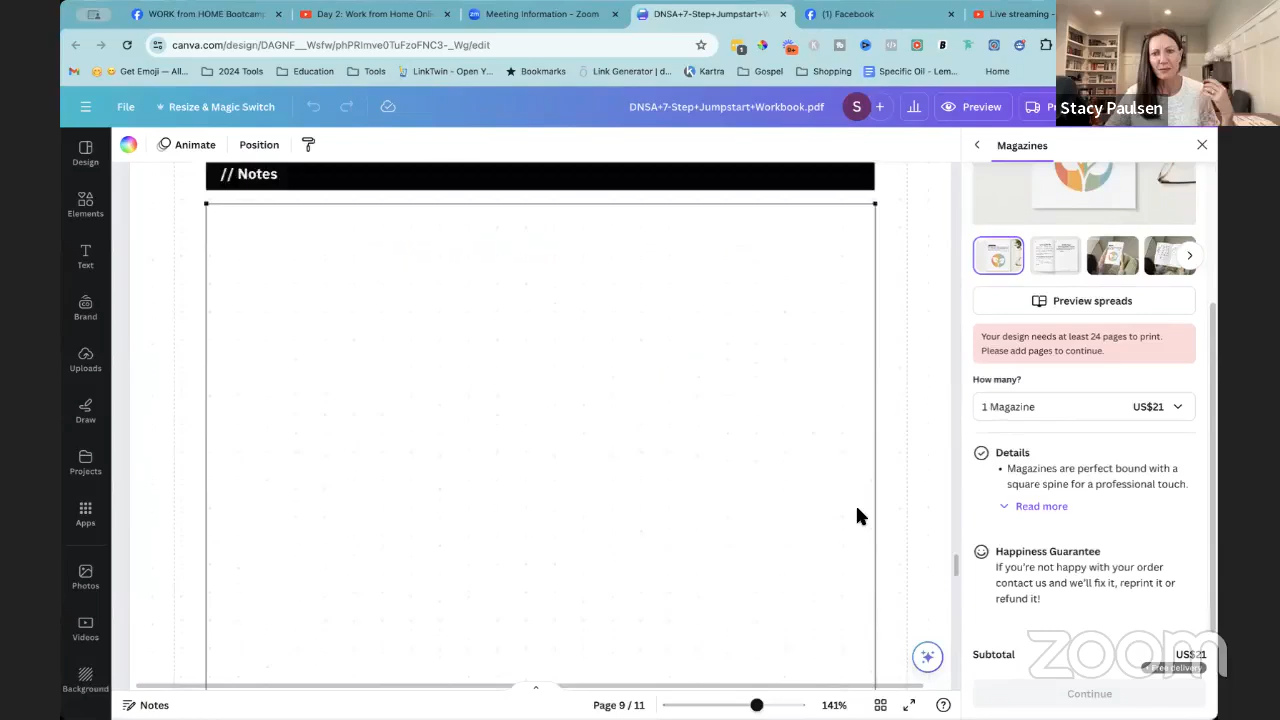 WORK from HOME Bootcamp
Day 2: Work from Home Onl
Meeting Information - Zoom
DNSA+7-Step+Jumpstart+W
(1) Facebook
Live streaming -
canva.com/design/DAGNF__Wsfw/phPRImve0TuFzoFNC3-_Wg/edit
Get Emoji — All...
2024 Tools
Education
Tools
LinkTwin - Open Y...
Bookmarks
Link Generator | d...
Kartra
Gospel
Shopping
Specific Oil - Lem...
Home
File
Resize & Magic Switch
DNSA+7-Step+Jumpstart+Workbook.pdf
S
Preview
Stacy Paulsen
Animate
Position
Magazines
Design
Elements
Text
Brand
Uploads
Draw
Projects
Apps
Photos
Videos
Background
// Notes
Preview spreads
Your design needs at least 24 pages to print.
Please add pages to continue.
How many?
1 Magazine US$21
Details
• Magazines are perfect bound with a
square spine for a professional touch.
Read more
Happiness Guarantee
If you're not happy with your order
contact us and we'll fix it, reprint it or
refund it!
zoom
Subtotal US$21
+ Free delivery
Continue
Notes
Page 9 / 11
141%